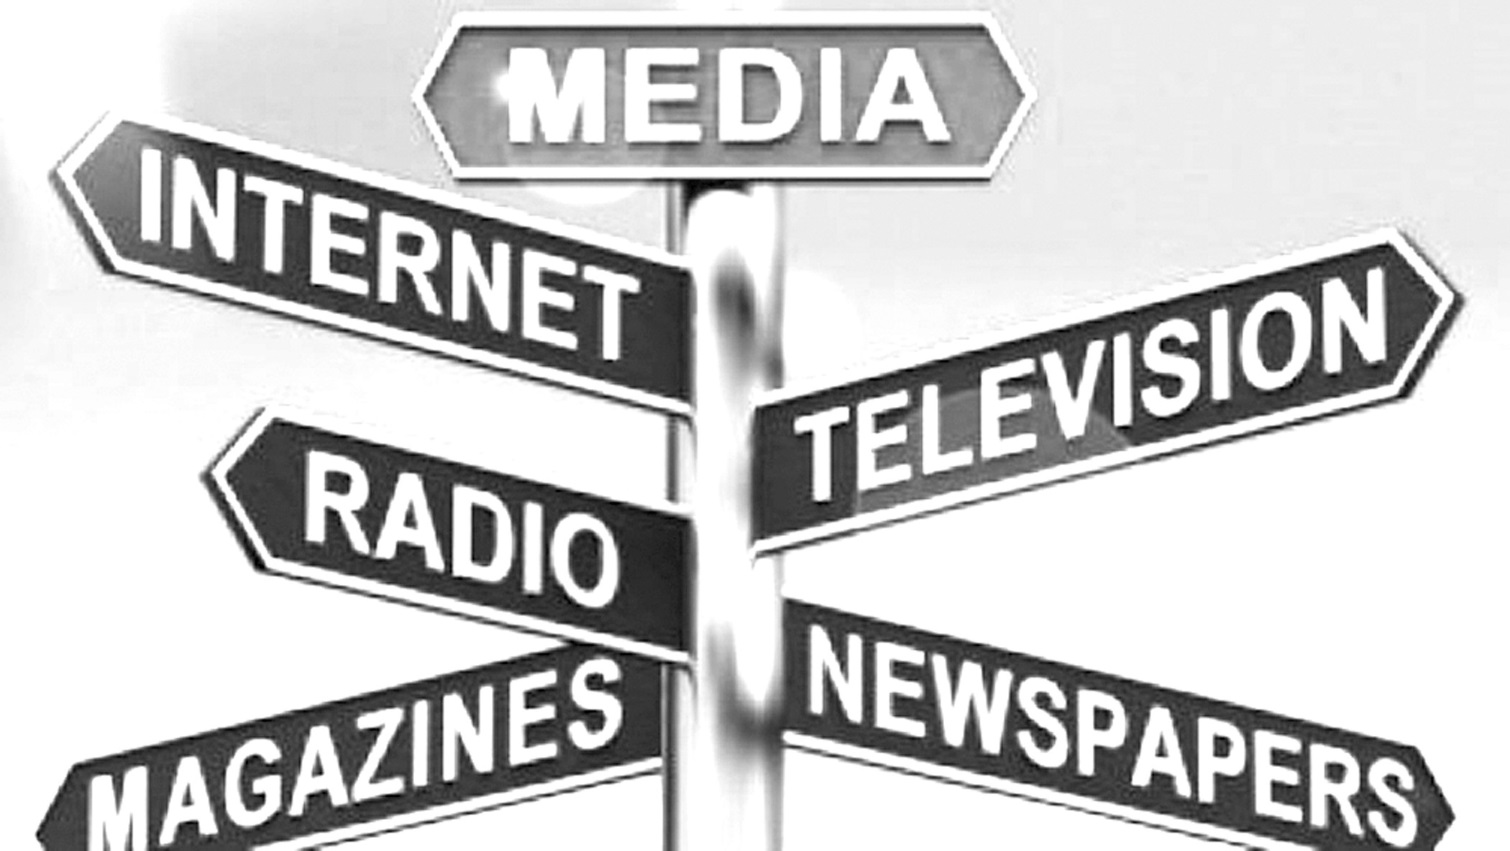 MEDIA
INTERNET
TELEVISION
RADIO
NEWSPAPERS
MAGAZINES